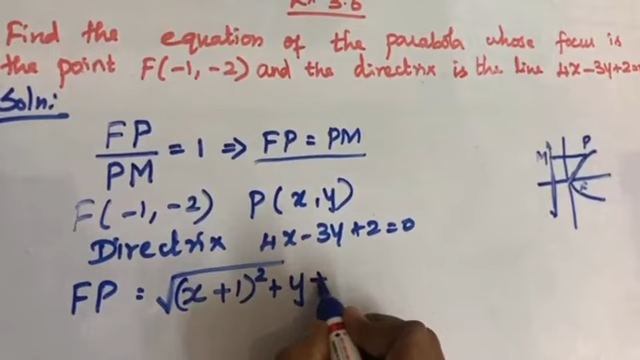 Find the equation of the parabola whose focus is
the point F(-1,-2) and the directrix is the line 4x-3y+2=0
Soln:
FP/PM = 1 ⇒ FP = PM
M P
F
F(-1,-2) P(x,y)
Directrix 4x-3y+2=0
FP = √(x+1)²+y+